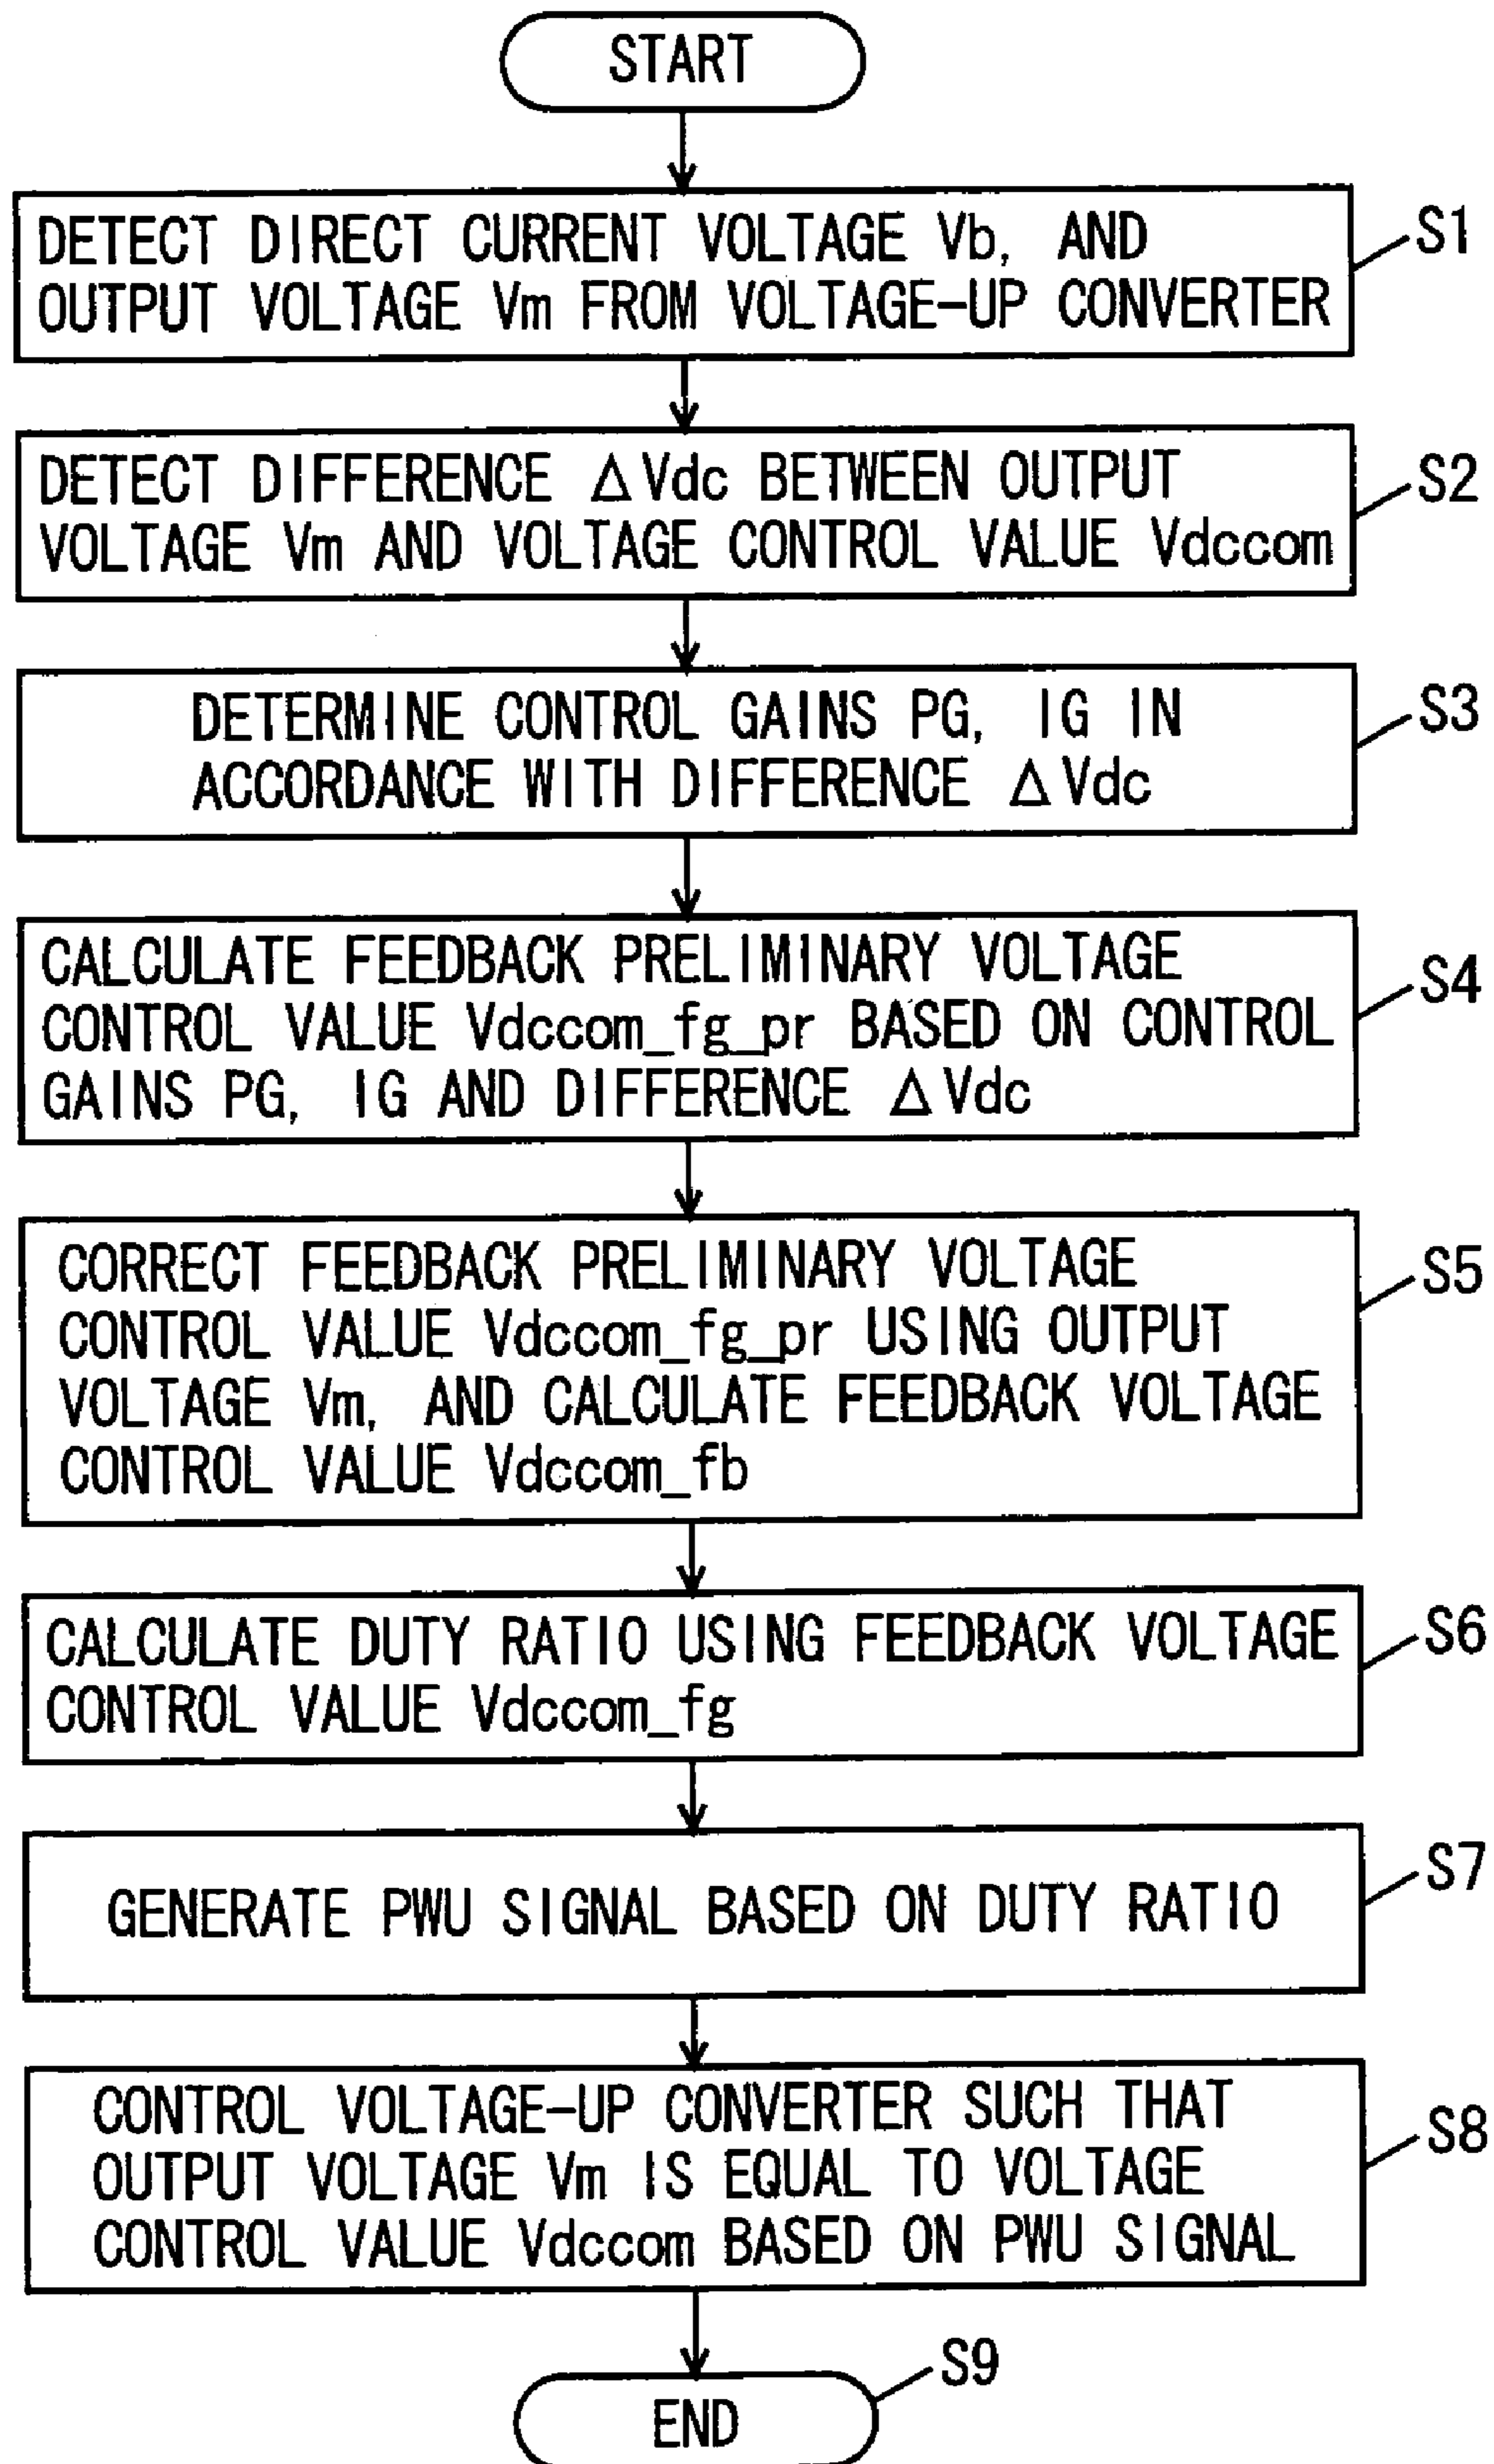 START
DETECT DIRECT CURRENT VOLTAGE Vb, AND
OUTPUT VOLTAGE Vm FROM VOLTAGE-UP CONVERTER
S1
DETECT DIFFERENCE △Vdc BETWEEN OUTPUT
VOLTAGE Vm AND VOLTAGE CONTROL VALUE Vdccom
S2
DETERMINE CONTROL GAINS PG, IG IN
ACCORDANCE WITH DIFFERENCE △Vdc
S3
CALCULATE FEEDBACK PRELIMINARY VOLTAGE
CONTROL VALUE Vdccom_fg_pr BASED ON CONTROL
GAINS PG, IG AND DIFFERENCE △Vdc
S4
CORRECT FEEDBACK PRELIMINARY VOLTAGE
CONTROL VALUE Vdccom_fg_pr USING OUTPUT
VOLTAGE Vm, AND CALCULATE FEEDBACK VOLTAGE
CONTROL VALUE Vdccom_fb
S5
CALCULATE DUTY RATIO USING FEEDBACK VOLTAGE
CONTROL VALUE Vdccom_fg
S6
GENERATE PWU SIGNAL BASED ON DUTY RATIO
S7
CONTROL VOLTAGE-UP CONVERTER SUCH THAT
OUTPUT VOLTAGE Vm IS EQUAL TO VOLTAGE
CONTROL VALUE Vdccom BASED ON PWU SIGNAL
S8
END
S9